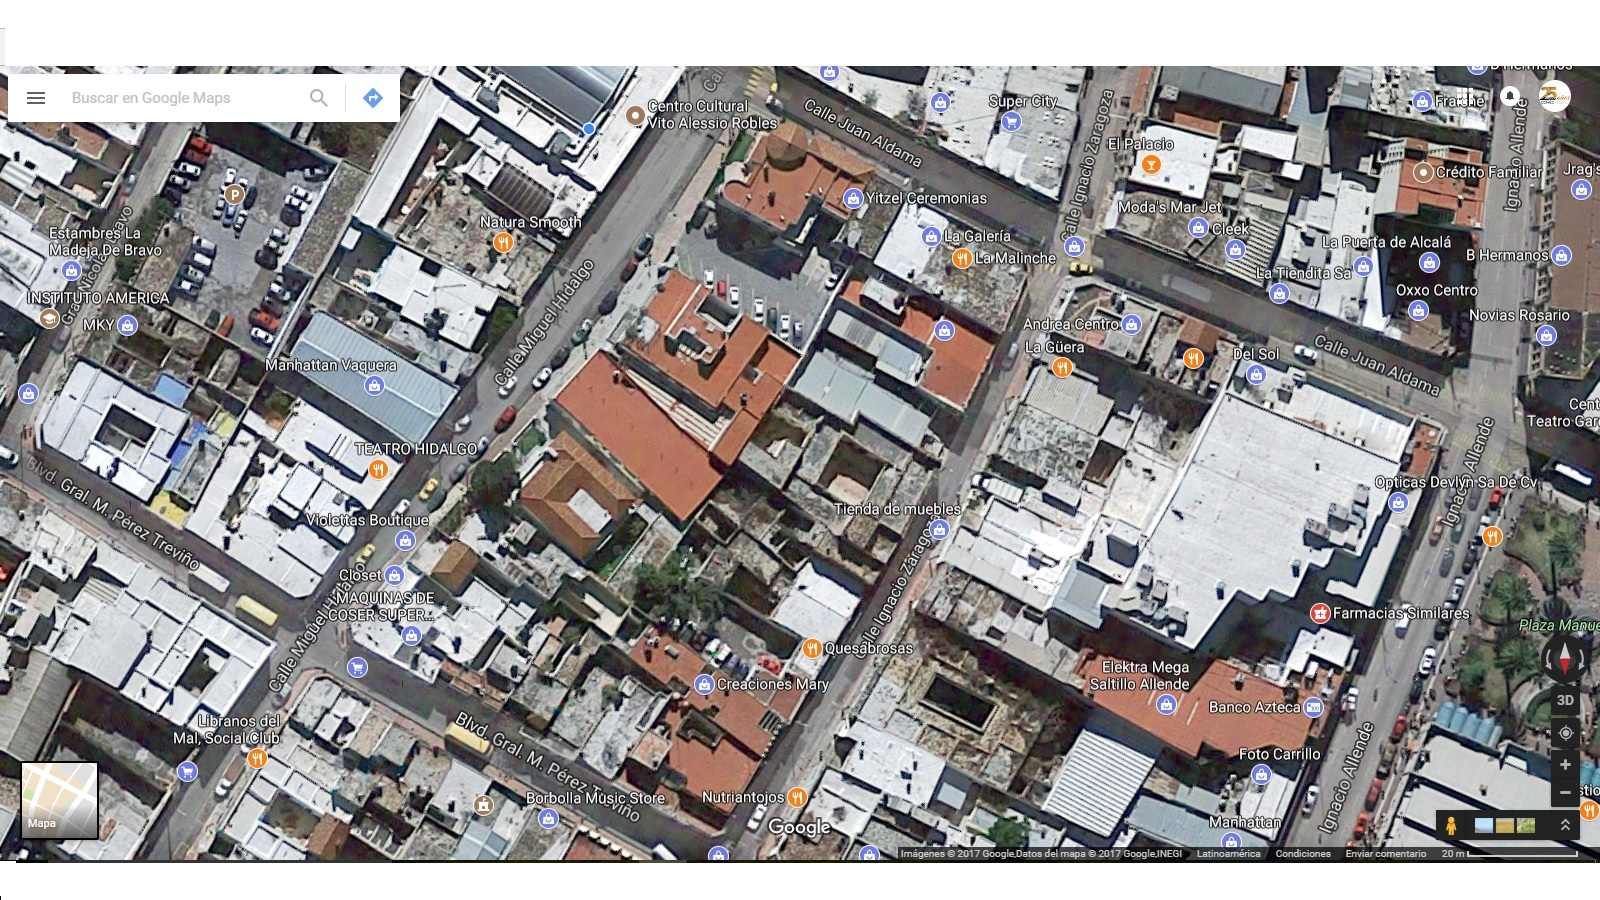 B Hermanos
Buscar en Google Maps
Centro Cultural
Vito Alessio Robles
Super City
Frache
Calle Juan Aldama
Calle Ignacio Zaragoza
Ignacio Allende
El Palacio
Crédito Familiar
Jrag's
Yitzel Ceremonias
Moda's Mar Jet
Natura Smooth
Cleek
Estambres La
Madeja De Bravo
La Galería
La Malinche
La Puerta de Alcalá
B Hermanos
La Tiendita Sa
INSTITUTO AMERICA
Oxxo Centro
MKY
Calle Miguel Hidalgo
Andrea Centro
Novias Rosario
La Güera
Del Sol
Calle Juan Aldama
Manhattan Vaquera
Cent
Teatro Gar
TEATRO HIDALGO
Ignacio Allende
Opticas Devlyn Sa De Cv
Blvd. Gral. M. Pérez Treviño
Violettas Boutique
Tienda de muebles
Closet
MAQUINAS DE
COSER SUPER...
Calle Miguel Hidalgo
Calle Ignacio Zaragoza
Farmacias Similares
Plaza Manue
Quesabrosas
Elektra Mega
Saltillo Allende
Creaciones Mary
Banco Azteca
3D
Libranos del
Mal, Social Club
Blvd. Gral. M. Pérez Treviño
Foto Carrillo
Ignacio Allende
Borbolla Music Store
Nutriantojos
Mapa
Google
Manhattan
Imágenes © 2017 Google,Datos del mapa © 2017 Google,INEGI Latinoamérica Condiciones Enviar comentario 20 m